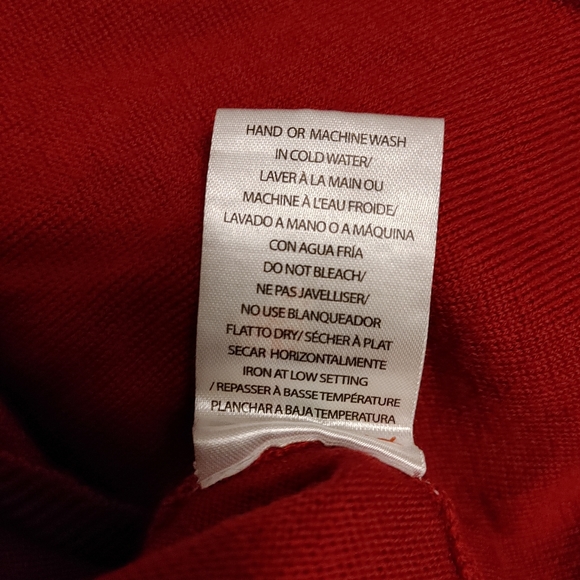 HAND OR MACHINE WASH
IN COLD WATER/
LAVER À LA MAIN OU
MACHINE À L'EAU FROIDE/
LAVADO A MANO O A MÁQUINA
CON AGUA FRÍA
DO NOT BLEACH/
NE PAS JAVELLISER/
NO USE BLANQUEADOR
FLAT TO DRY/ SÉCHER À PLAT
SECAR HORIZONTALMENTE
IRON AT LOW SETTING
/ REPASSER À BASSE TEMPÉRATURE
PLANCHAR A BAJA TEMPERATURA